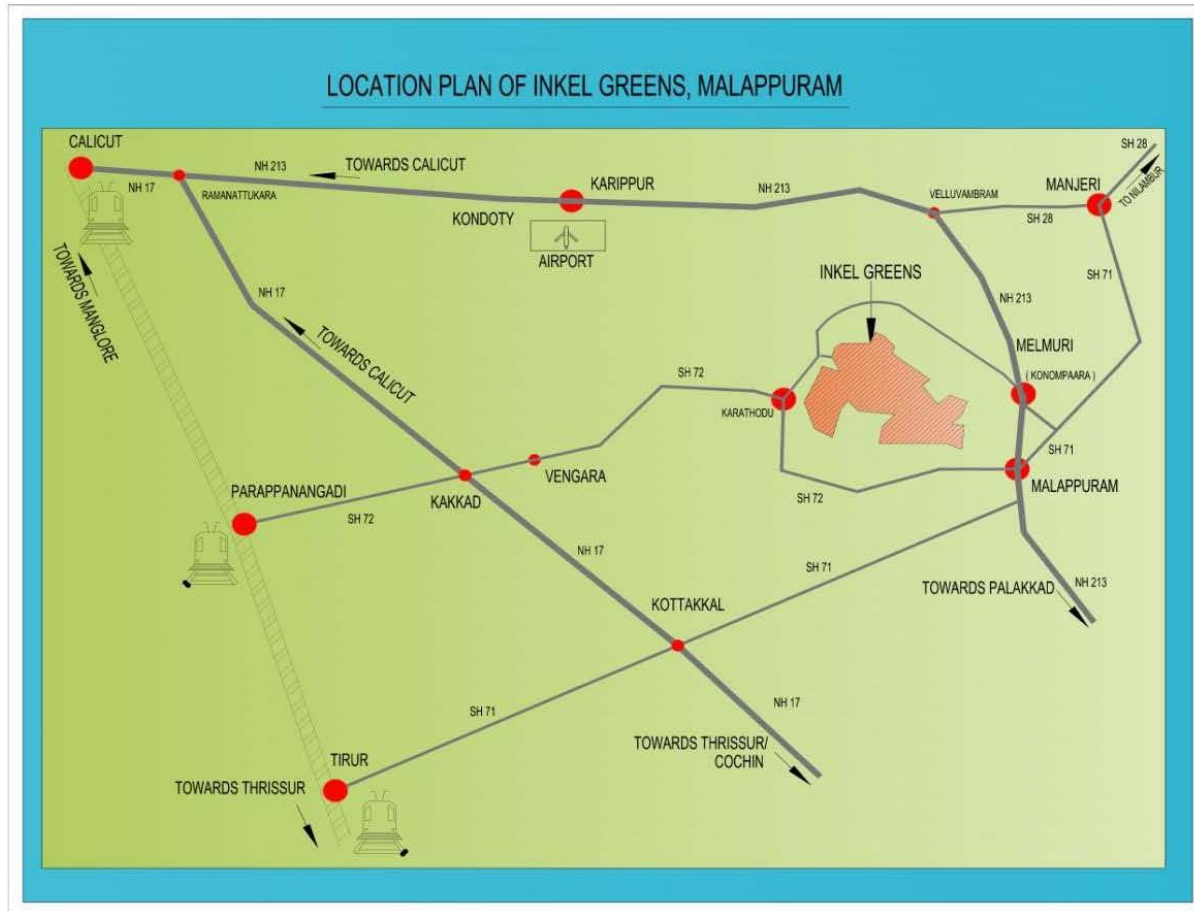 LOCATION PLAN OF INKEL GREENS, MALAPPURAM
CALICUT
NH 17
RAMANATTUKARA
NH 213
TOWARDS CALICUT
KONDOTY
KARIPPUR
AIRPORT
NH 213
VELLUVAMBRAM
SH 28
MANJERI
SH 28
TO NILAMBUR
SH 71
INKEL GREENS
NH 213
MELMURI
( KONOMPAARA )
TOWARDS MANGLORE
NH 17
TOWARDS CALICUT
SH 72
KARATHODU
SH 71
MALAPPURAM
SH 72
VENGARA
KAKKAD
PARAPPANANGADI
SH 72
NH 17
SH 71
TOWARDS PALAKKAD
NH 213
KOTTAKKAL
SH 71
NH 17
TOWARDS THRISSUR/
COCHIN
TIRUR
TOWARDS THRISSUR